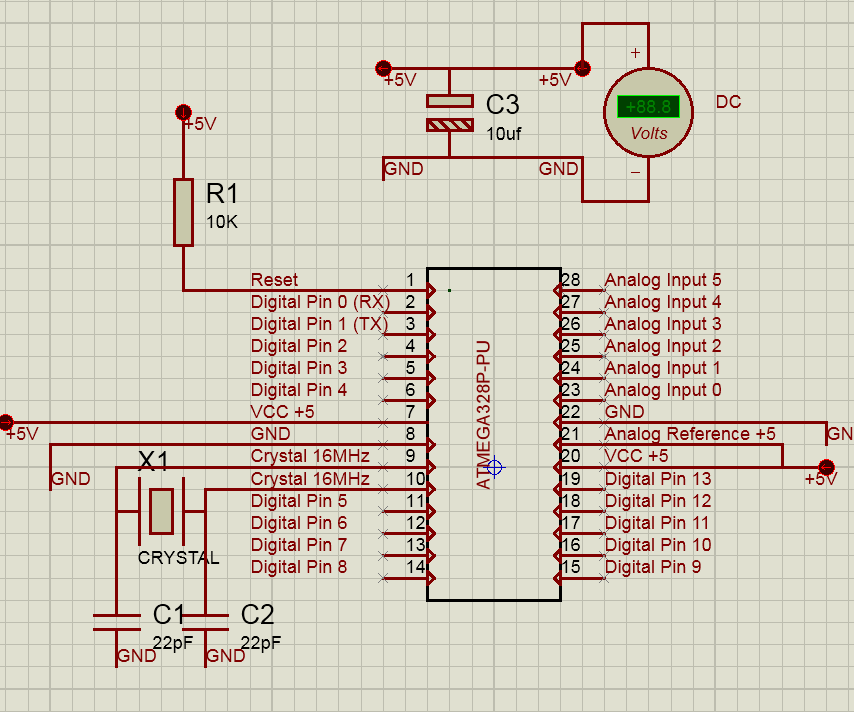 +
+5V
+5V
C3
10uf
+88.8
Volts
DC
+5V
GND
GND
−
R1
10K
Reset
1
28
Analog Input 5
Digital Pin 0 (RX)
2
27
Analog Input 4
Digital Pin 1 (TX)
3
26
Analog Input 3
Digital Pin 2
4
25
Analog Input 2
Digital Pin 3
5
24
Analog Input 1
Digital Pin 4
6
23
Analog Input 0
VCC +5
7
22
GND
+5V
GND
8
21
Analog Reference +5
GN
X1
Crystal 16MHz
9
20
VCC +5
GND
Crystal 16MHz
10
19
Digital Pin 13
+5V
Digital Pin 5
11
18
Digital Pin 12
Digital Pin 6
12
17
Digital Pin 11
Digital Pin 7
13
16
Digital Pin 10
CRYSTAL
Digital Pin 8
14
15
Digital Pin 9
ATMEGA328P-PU
C1
22pF
C2
22pF
GND
GND